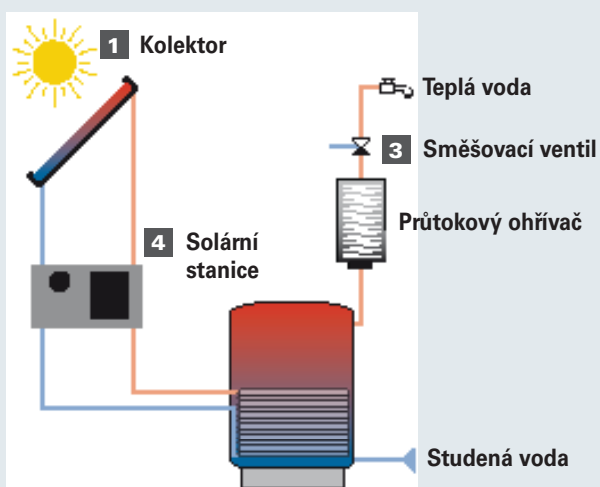 1 Kolektor
Teplá voda
3 Směšovací ventil
Průtokový ohřívač
4 Solární
stanice
Studená voda